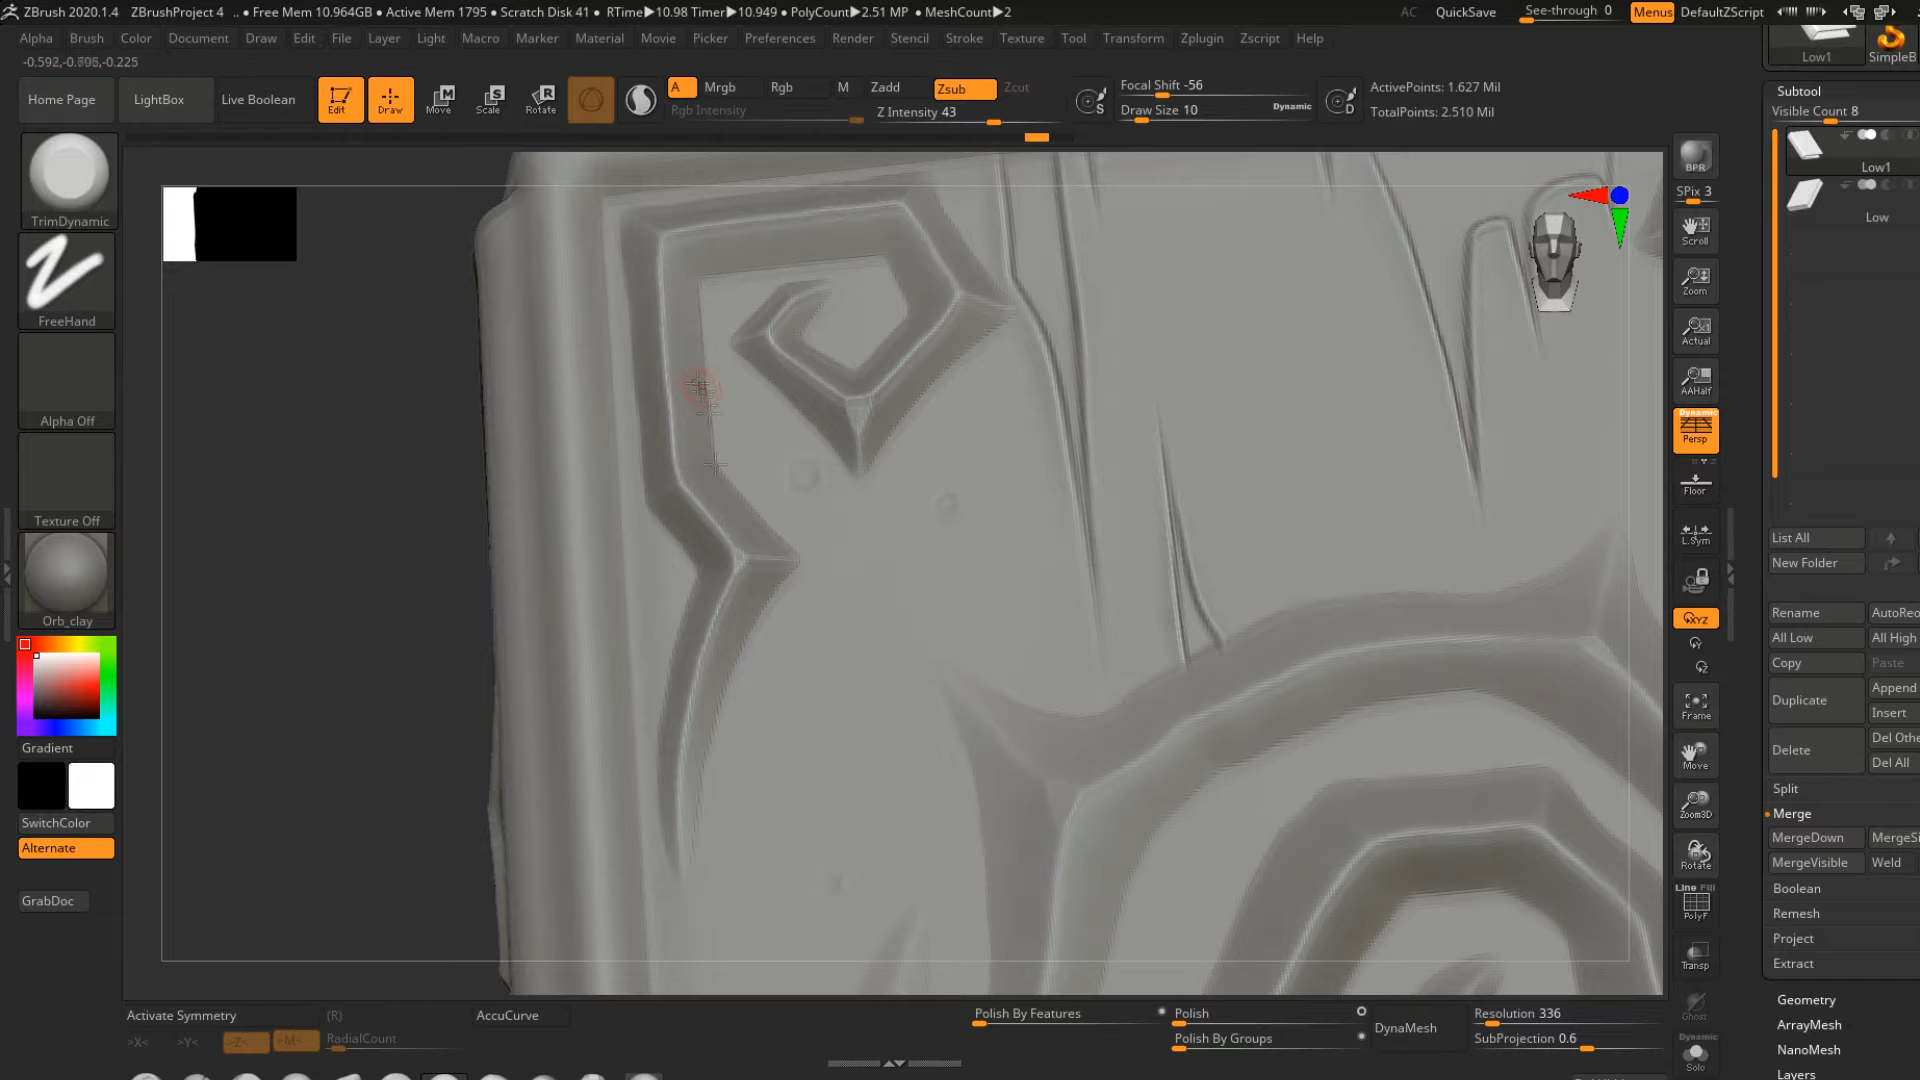 ZBrush 2020.1.4 ZBrushProject 4 .. • Free Mem 10.964GB • Active Mem 1795 • Scratch Disk 41 • RTime▶10.98 Timer▶10.949 • PolyCount▶2.51 MP • MeshCount▶2 AC QuickSave See-through 0 Menus DefaultZScript
Alpha Brush Color Document Draw Edit File Layer Light Macro Marker Material Movie Picker Preferences Render Stencil Stroke Texture Tool Transform Zplugin Zscript Help
Low1 SimpleB
Home Page LightBox Live Boolean Edit Draw Move Scale Rotate
A Mrgb Rgb M Zadd Zsub Zcut
Rgb Intensity Z Intensity 43
Focal Shift -56
Draw Size 10 Dynamic
ActivePoints: 1.627 Mil
TotalPoints: 2.510 Mil
TrimDynamic
FreeHand
Alpha Off
Texture Off
Orb_clay
Gradient
SwitchColor
Alternate
GrabDoc
BPR
SPix 3
Scroll
Zoom
Actual
AAHalf
Dynamic
Persp
Floor
L.Sym
XYZ
Frame
Move
Zoom3D
Rotate
Line Fill
PolyF
Transp
Ghost
Dynamic
Solo
Subtool
Visible Count 8
Low1
Low
List All
New Folder
Rename AutoReo
All Low All High
Copy Paste
Duplicate Append
Insert
Delete Del Othe
Del All
Split
Merge
MergeDown MergeSi
MergeVisible Weld
Boolean
Remesh
Project
Extract
Geometry
ArrayMesh
NanoMesh
Layers
Activate Symmetry (R) AccuCurve
>X< >Y< >Z< >M< RadialCount
Polish By Features Polish
Polish By Groups
DynaMesh
Resolution 336
SubProjection 0.6